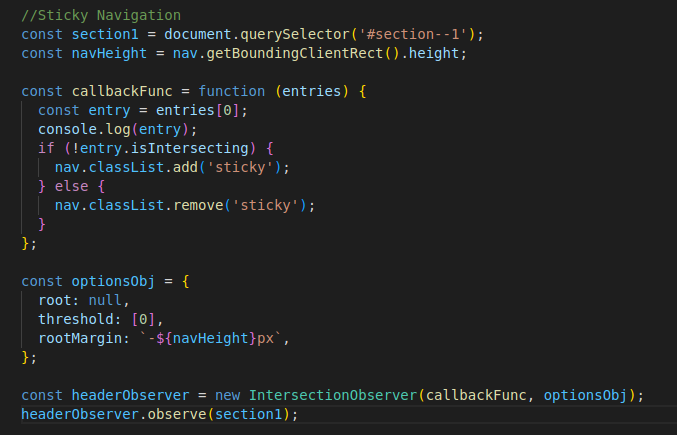 //Sticky Navigation
const section1 = document.querySelector('#section--1');
const navHeight = nav.getBoundingClientRect().height;

const callbackFunc = function (entries) {
  const entry = entries[0];
  console.log(entry);
  if (!entry.isIntersecting) {
    nav.classList.add('sticky');
  } else {
    nav.classList.remove('sticky');
  }
};

const optionsObj = {
  root: null,
  threshold: [0],
  rootMargin: `-${navHeight}px`,
};

const headerObserver = new IntersectionObserver(callbackFunc, optionsObj);
headerObserver.observe(section1);